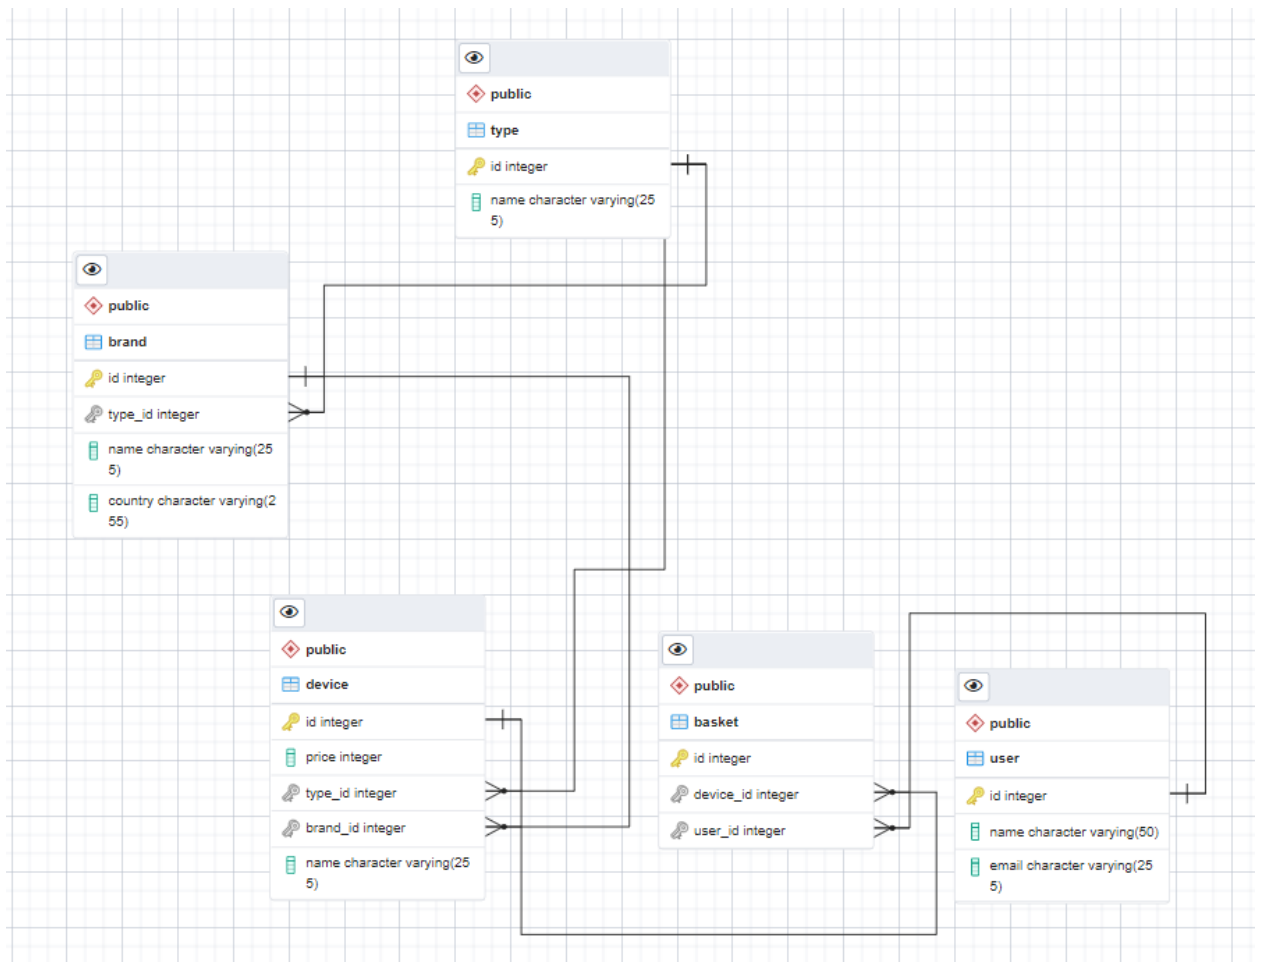 public
type
id integer
name character varying(25
5)
public
brand
id integer
type_id integer
name character varying(25
5)
country character varying(2
55)
public
device
id integer
price integer
type_id integer
brand_id integer
name character varying(25
5)
public
basket
id integer
device_id integer
user_id integer
public
user
id integer
name character varying(50)
email character varying(25
5)